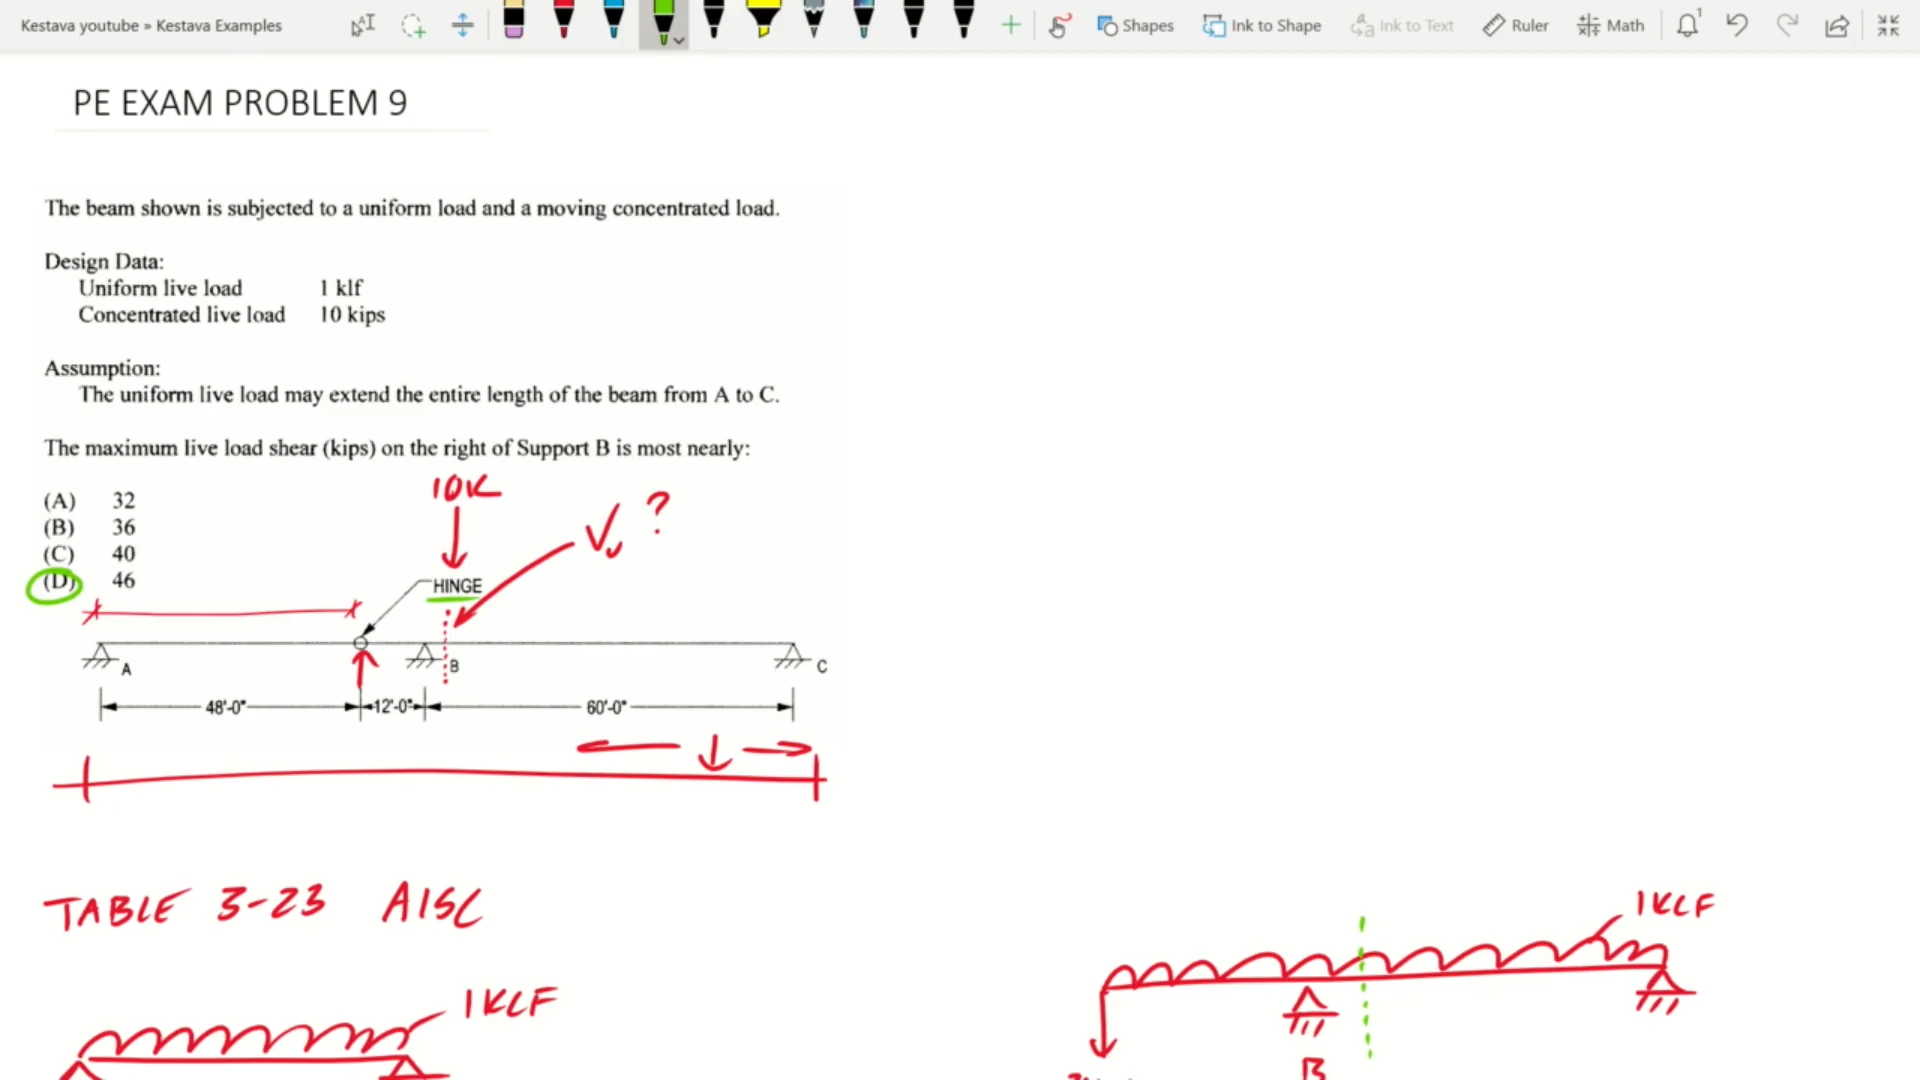 Kestava youtube » Kestava Examples
Shapes
Ink to Shape
Ink to Text
Ruler
Math
1
PE EXAM PROBLEM 9
The beam shown is subjected to a uniform load and a moving concentrated load.
Design Data:
Uniform live load 1 klf
Concentrated live load 10 kips
Assumption:
The uniform live load may extend the entire length of the beam from A to C.
The maximum live load shear (kips) on the right of Support B is most nearly:
(A) 32
(B) 36
(C) 40
(D) 46
10K
Vu ?
HINGE
A
B
C
48'-0"
12'-0"
60'-0"
TABLE 3-23 AISC
1KLF
1KLF
B